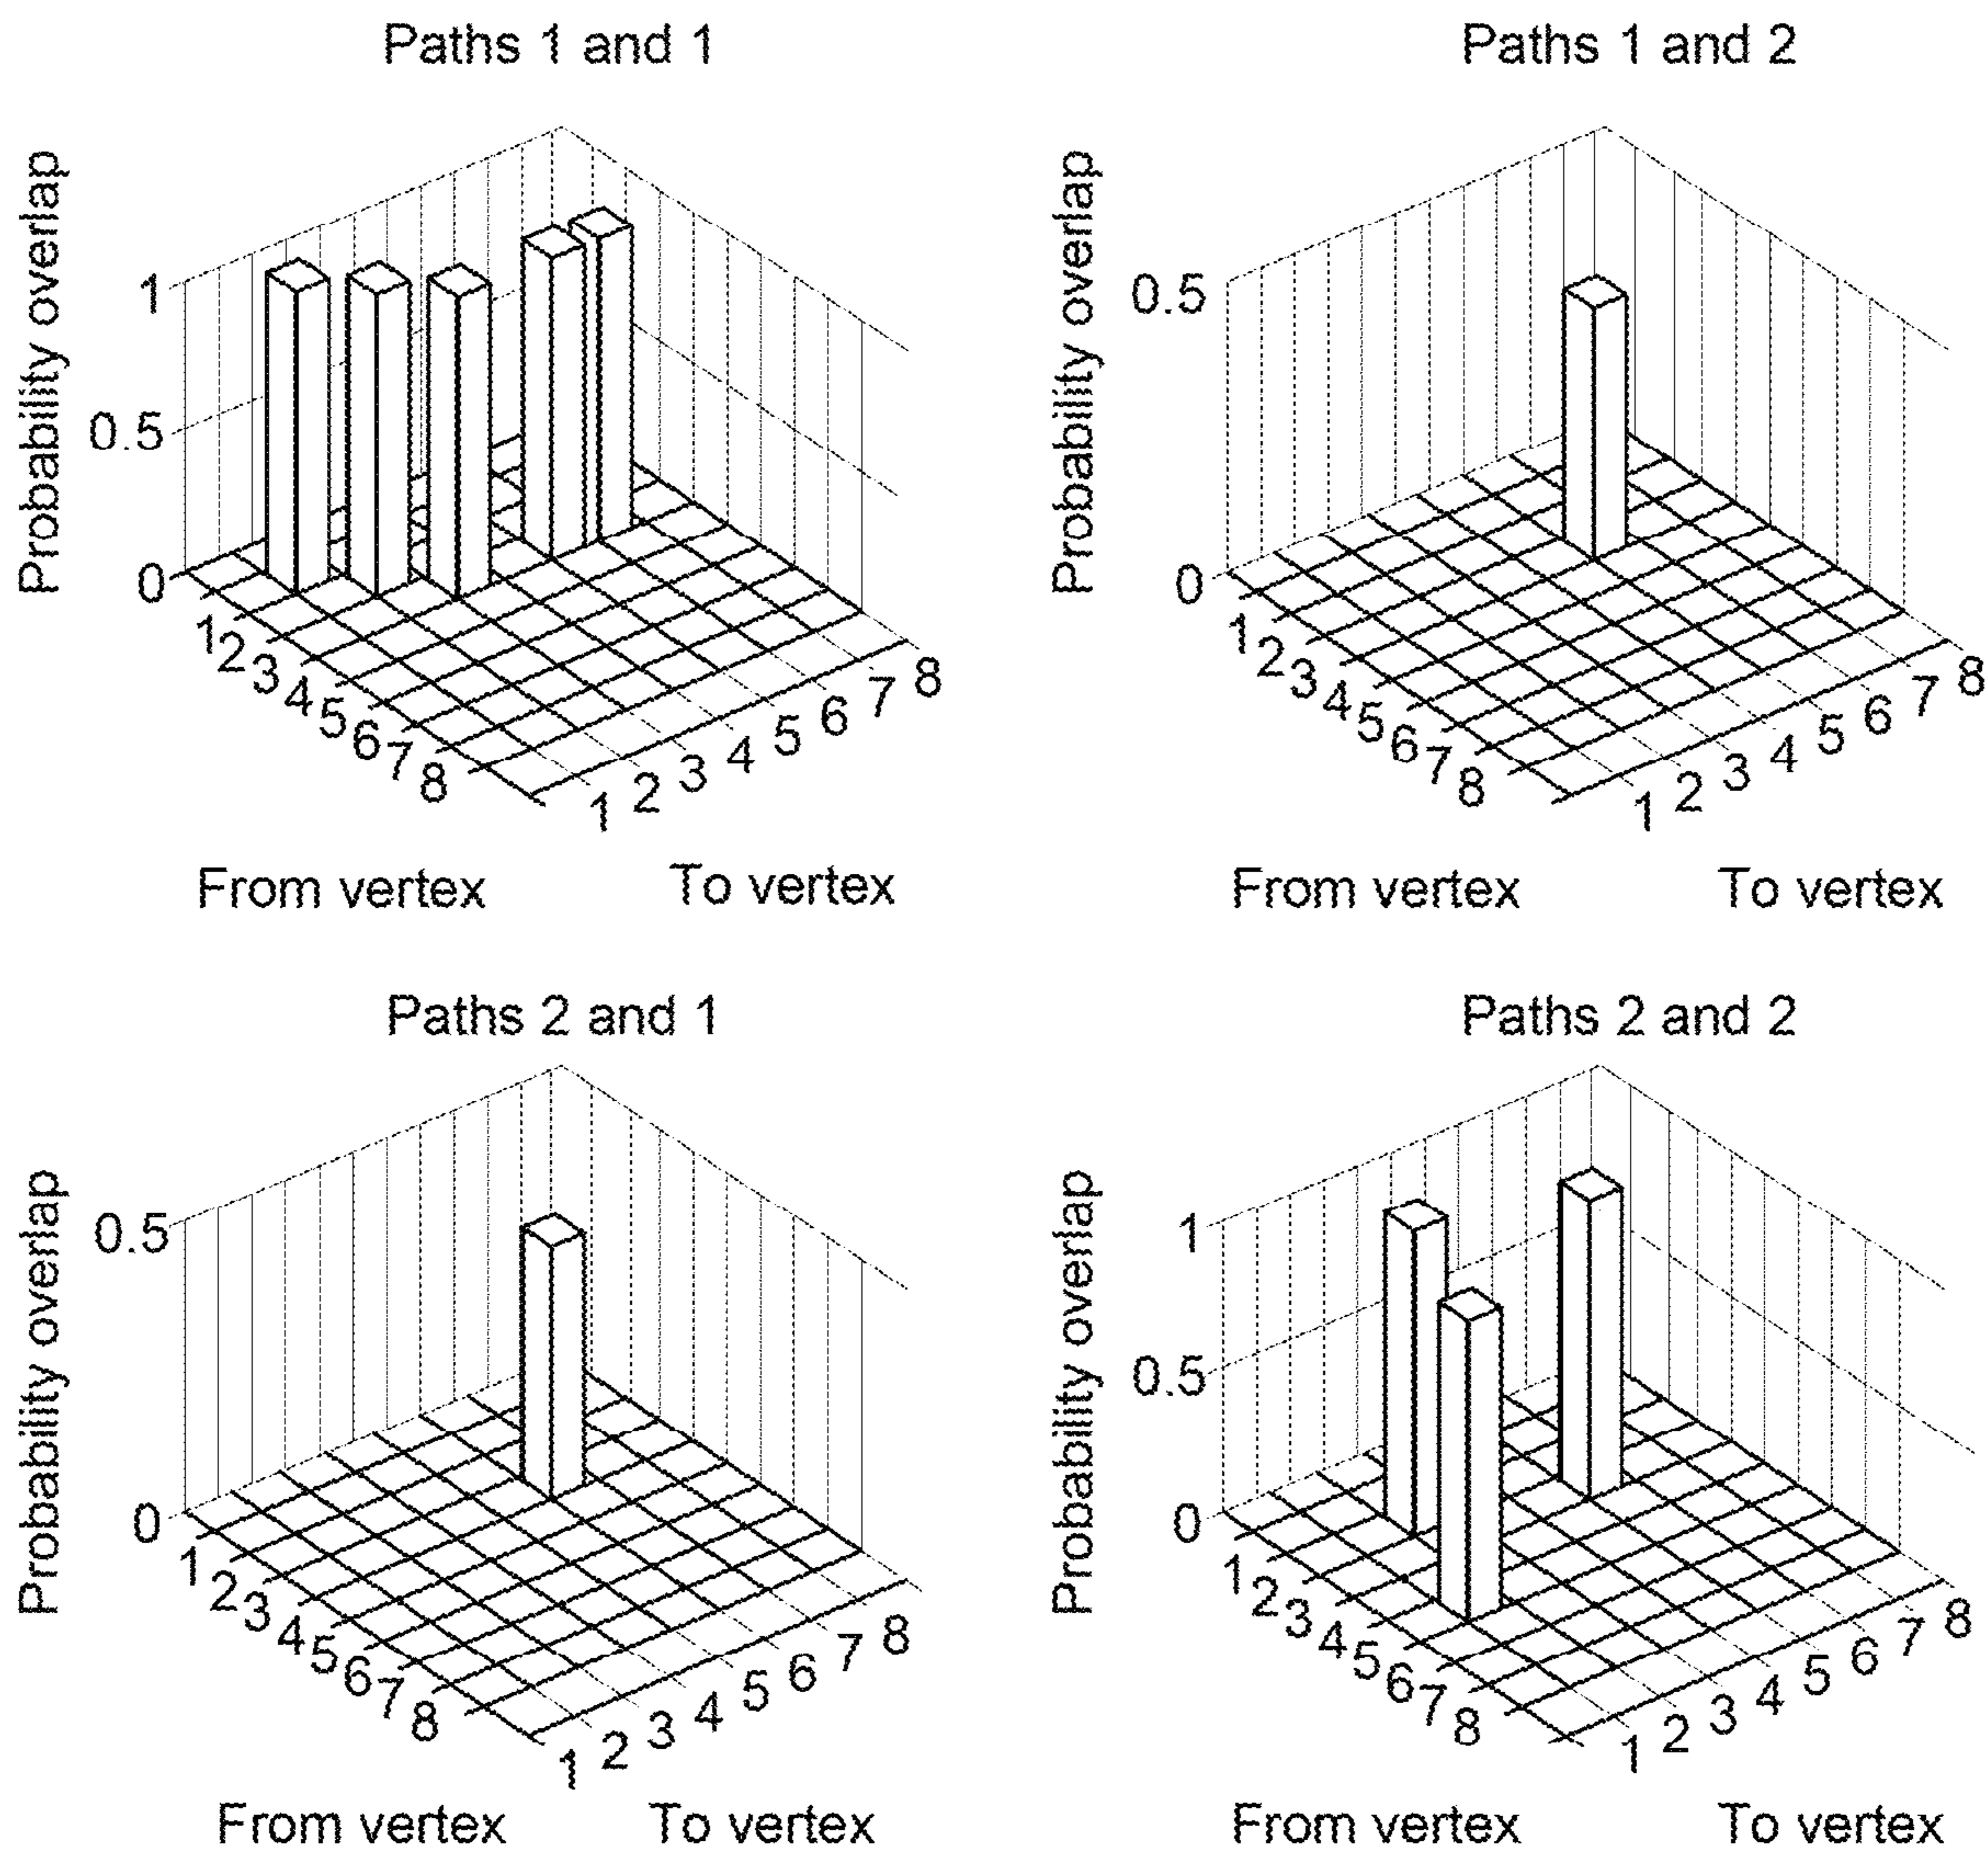 Paths 1 and 1
Probability overlap
1
0.5
0
1 2 3 4 5 6 7 8
1 2 3 4 5 6 7 8
From vertex
To vertex
Paths 1 and 2
Probability overlap
0.5
0
1 2 3 4 5 6 7 8
1 2 3 4 5 6 7 8
From vertex
To vertex
Paths 2 and 1
Probability overlap
0.5
0
1 2 3 4 5 6 7 8
1 2 3 4 5 6 7 8
From vertex
To vertex
Paths 2 and 2
Probability overlap
1
0.5
0
1 2 3 4 5 6 7 8
1 2 3 4 5 6 7 8
From vertex
To vertex